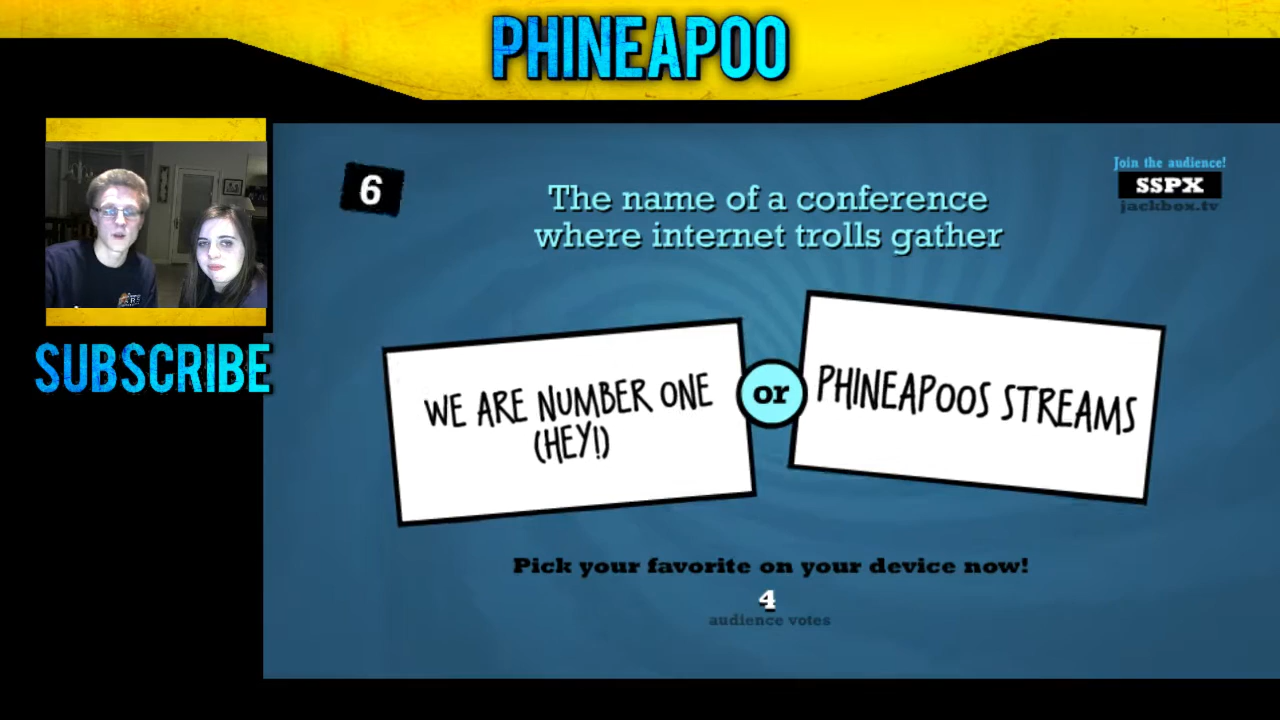 PHINEAPOO
6
The name of a conference
where internet trolls gather
Join the audience!
SSPX
jackbox.tv
SUBSCRIBE
WE ARE NUMBER ONE
(HEY!)
or
PHINEAPOOS STREAMS
Pick your favorite on your device now!
4
audience votes